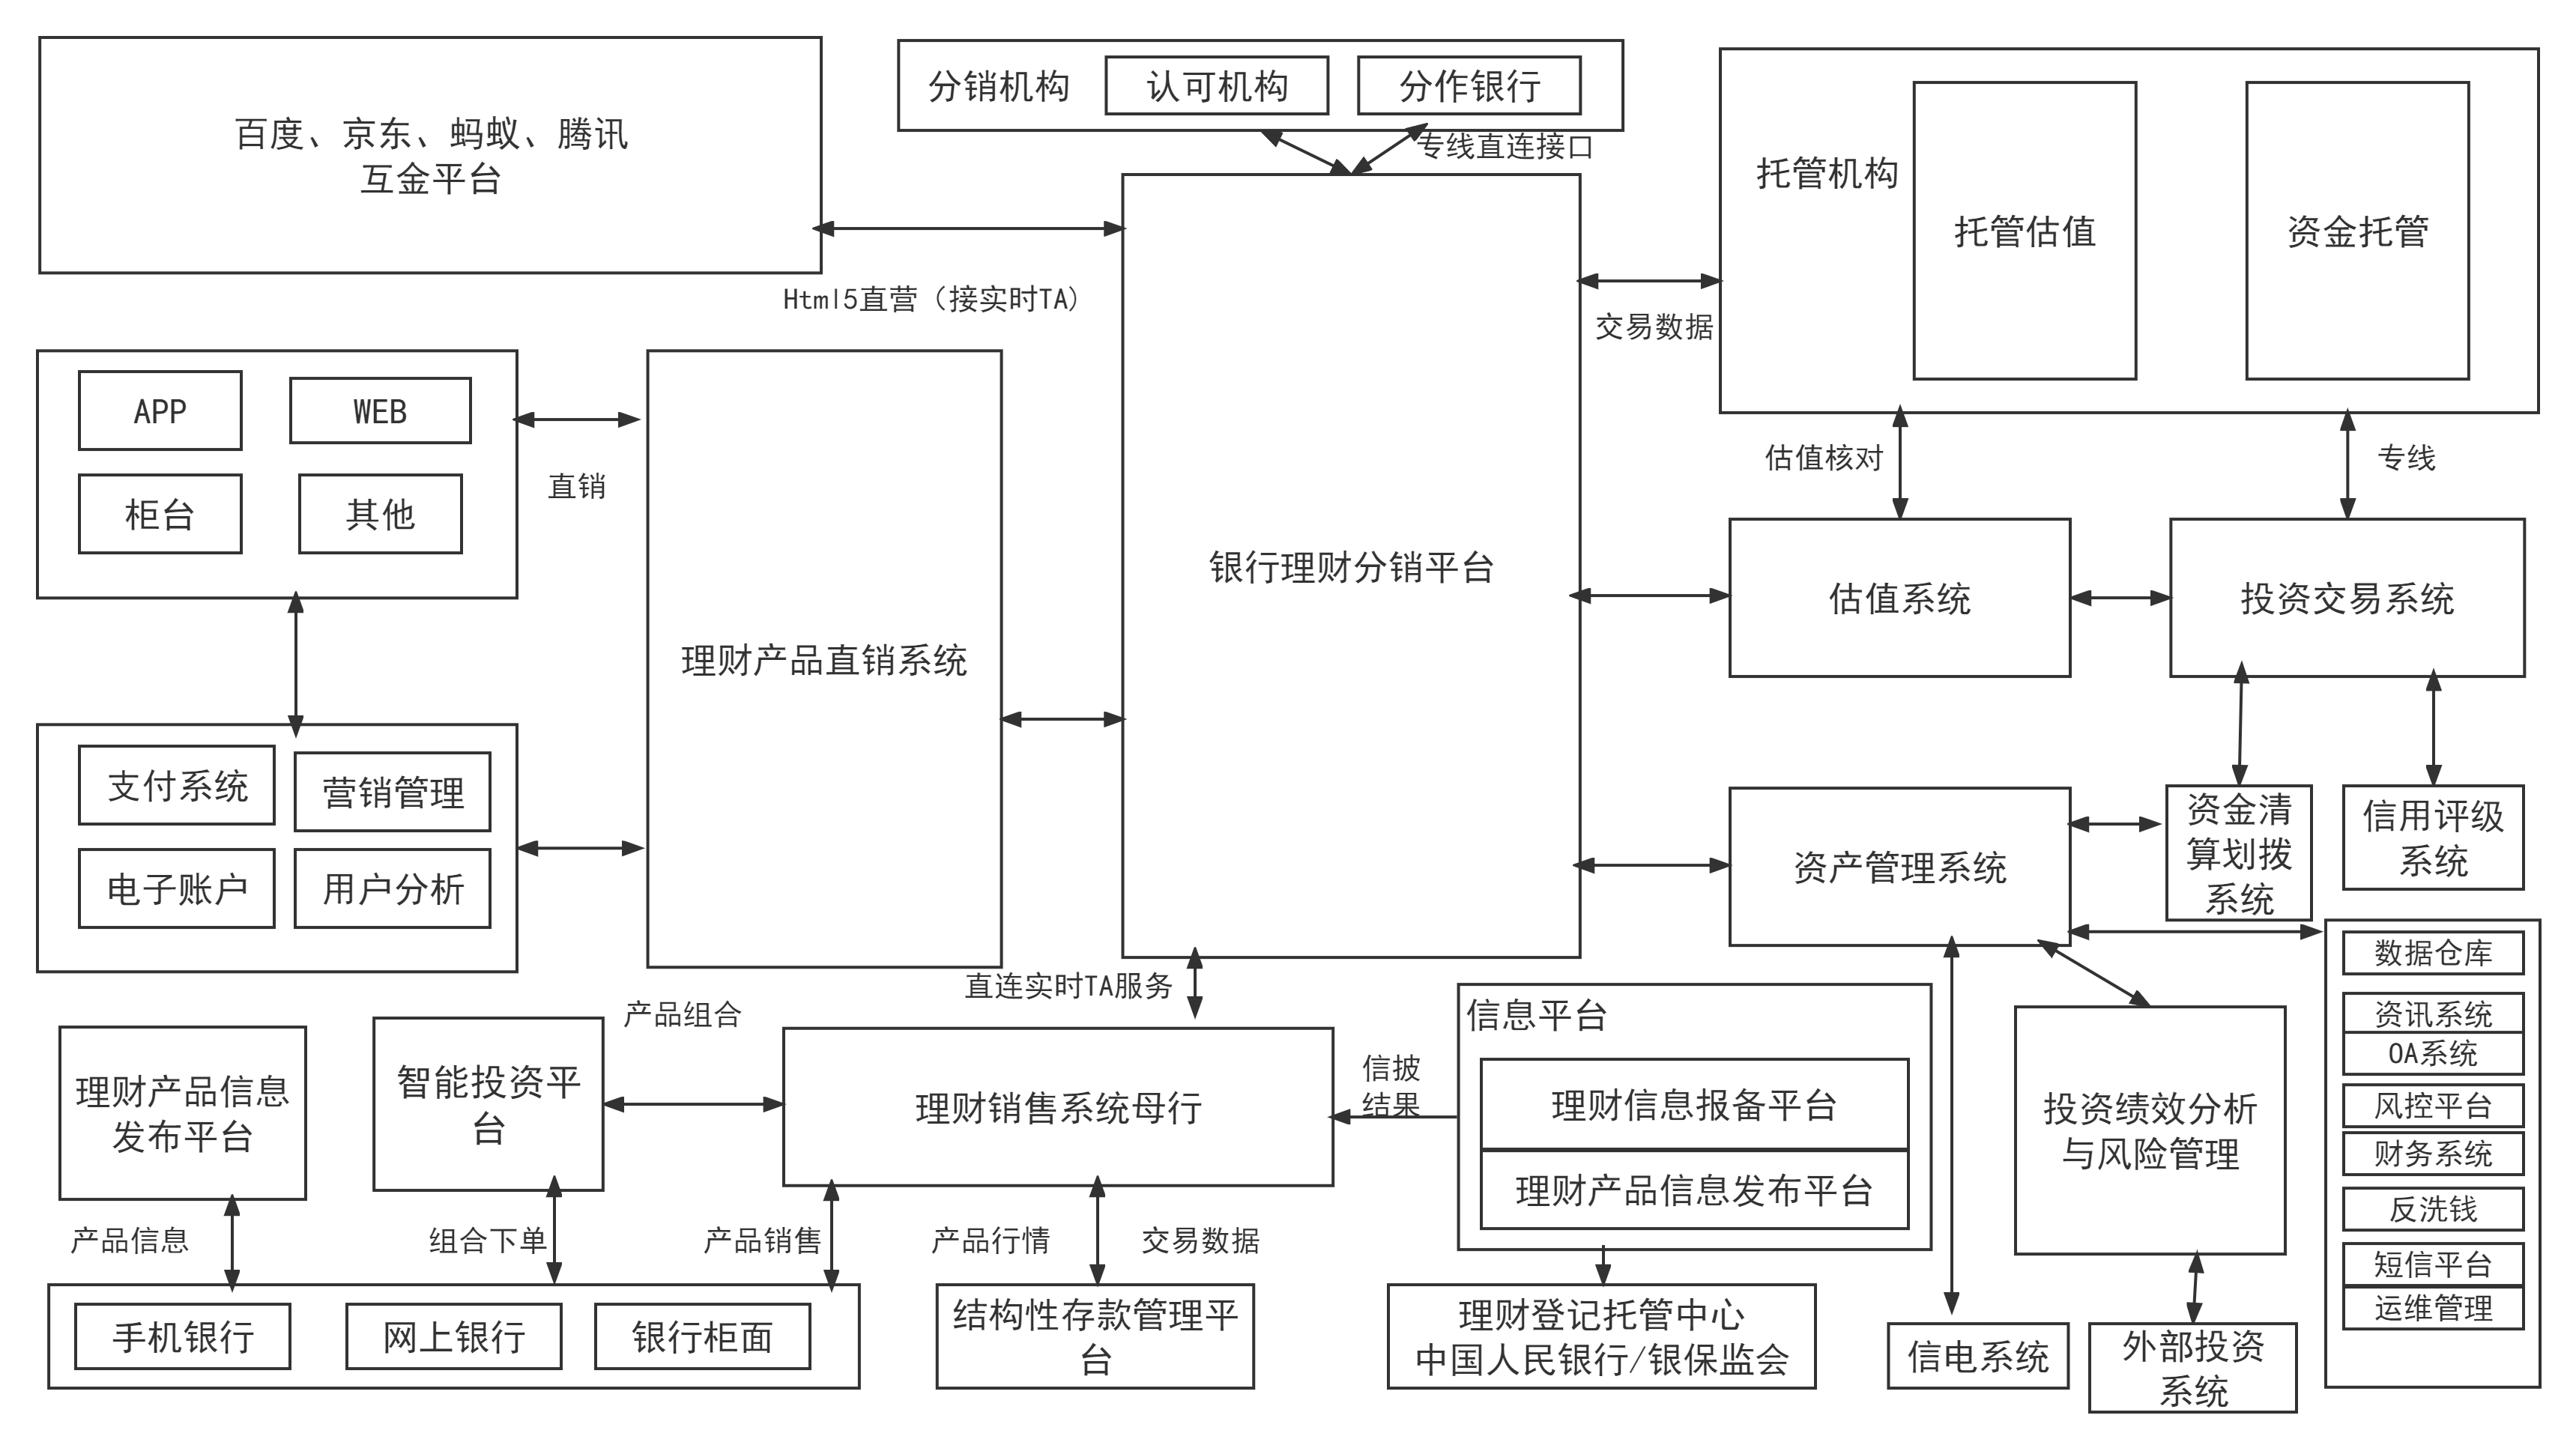 百度、京东、蚂蚁、腾讯
互金平台
分销机构
认可机构
分作银行
专线直连接口
托管机构
托管估值
资金托管
Html5直营（接实时TA）
交易数据
APP
WEB
柜台
其他
直销
理财产品直销系统
银行理财分销平台
估值核对
专线
估值系统
投资交易系统
支付系统
营销管理
电子账户
用户分析
资产管理系统
资金清
算划拨
系统
信用评级
系统
直连实时TA服务
产品组合
理财产品信息
发布平台
智能投资平
台
理财销售系统母行
信披
结果
信息平台
理财信息报备平台
理财产品信息发布平台
投资绩效分析
与风险管理
数据仓库
资讯系统
OA系统
风控平台
财务系统
反洗钱
短信平台
运维管理
产品信息
组合下单
产品销售
产品行情
交易数据
手机银行
网上银行
银行柜面
结构性存款管理平
台
理财登记托管中心
中国人民银行/银保监会
信电系统
外部投资
系统